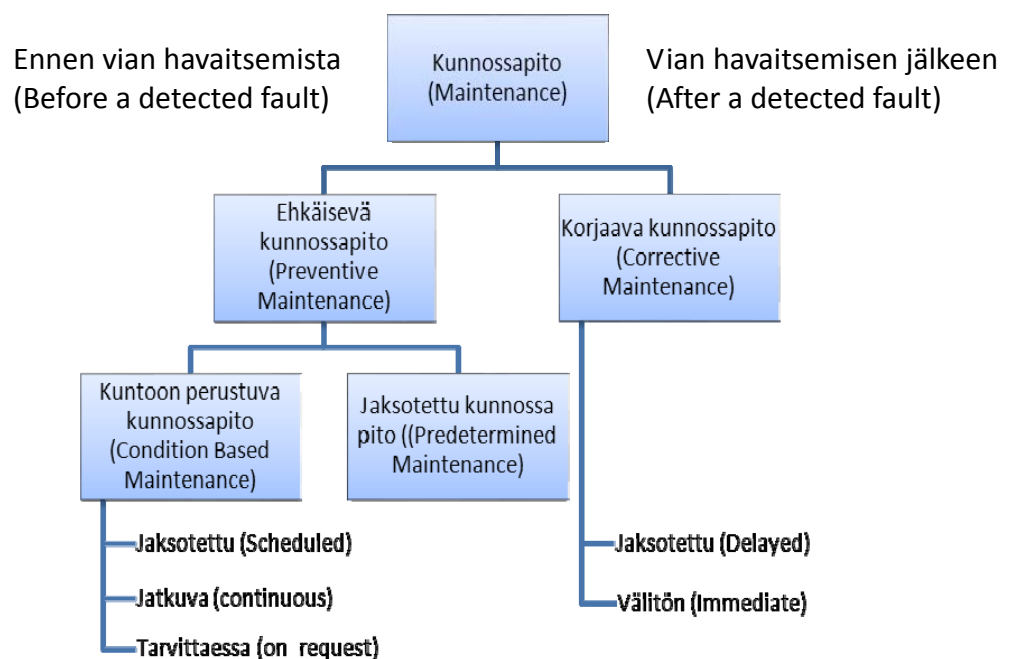 Ennen vian havaitsemista
(Before a detected fault)
Kunnossapito
(Maintenance)
Vian havaitsemisen jälkeen
(After a detected fault)
Ehkäisevä
kunnossapito
(Preventive
Maintenance)
Korjaava kunnossapito
(Corrective
Maintenance)
Kuntoon perustuva
kunnossapito
(Condition Based
Maintenance)
Jaksotettu kunnossa
pito ((Predetermined
Maintenance)
Jaksotettu (Scheduled)
Jatkuva (continuous)
Tarvittaessa (on request)
Jaksotettu (Delayed)
Välitön (Immediate)